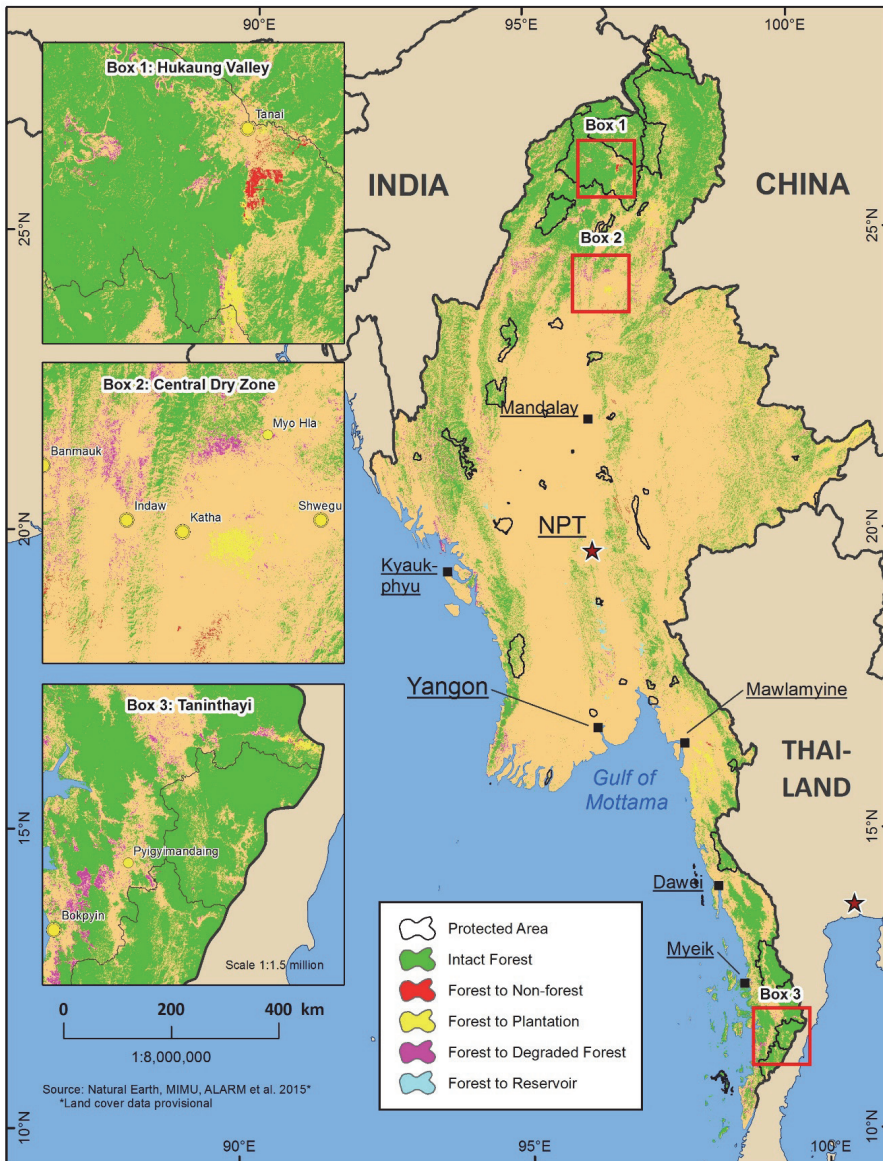 90°E
95°E
100°E
Box 1: Hukaung Valley
Tanai
Box 1
INDIA
CHINA
25°N
25°N
Box 2
Box 2: Central Dry Zone
Myo Hla
Banmauk
Indaw
Katha
Shwegu
Mandalay
20°N
20°N
NPT
Kyauk-
phyu
Box 3: Taninthayi
Pyigyimandaing
Bokpyin
Scale 1:1.5 million
Yangon
Mawlamyine
Gulf of
Mottama
THAI-
LAND
15°N
15°N
Dawei
Myeik
Box 3
Protected Area
Intact Forest
Forest to Non-forest
Forest to Plantation
Forest to Degraded Forest
Forest to Reservoir
0 200 400 km
1:8,000,000
Source: Natural Earth, MIMU, ALARM et al. 2015*
*Land cover data provisional
10°N
10°N
90°E
95°E
100°E